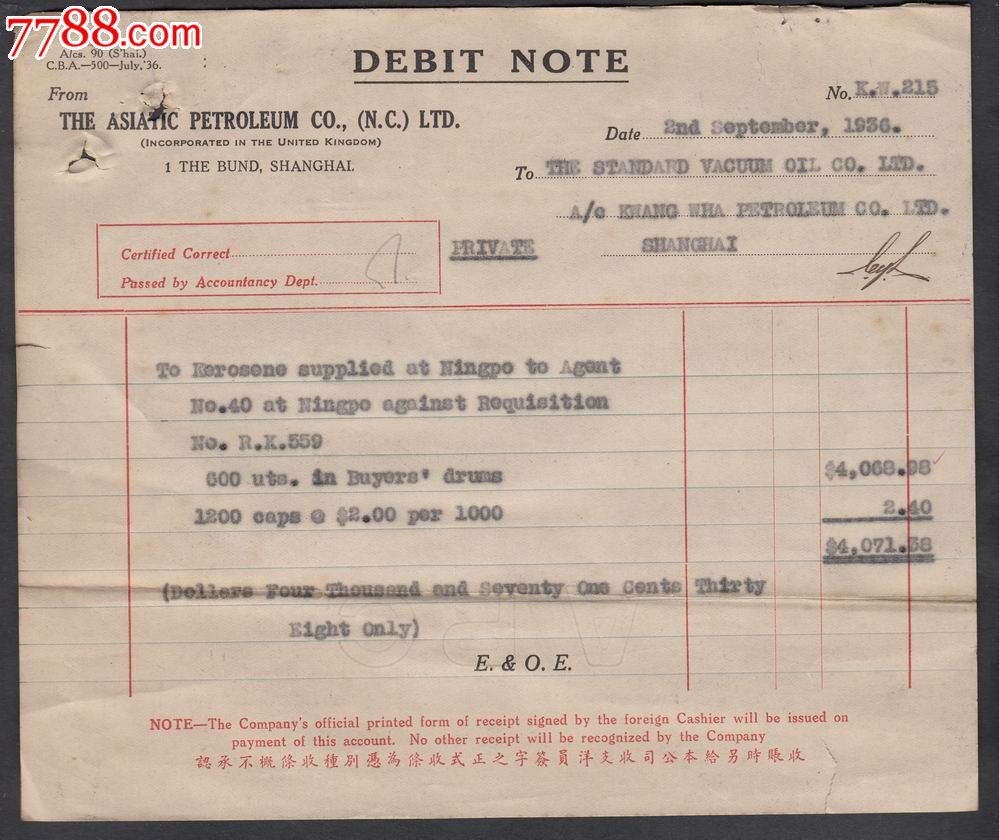 7788.com
A/cs. 90 (S'hai.)
C.B.A.—500—July,'36.
DEBIT NOTE
From
No. K.W.215
THE ASIATIC PETROLEUM CO., (N.C.) LTD.
(INCORPORATED IN THE UNITED KINGDOM)
1 THE BUND, SHANGHAI.
Date 2nd September, 1936.
To THE STANDARD VACUUM OIL CO. LTD.
A/c KWANG WHA PETROLEUM CO. LTD.
PRIVATE SHANGHAI
Certified Correct
Passed by Accountancy Dept.
To Kerosene supplied at Ningpo to Agent
No.40 at Ningpo against Requisition
No. R.K.559
600 uts. in Buyers' drums $4,068.98
1200 caps @ $2.00 per 1000 2.40
$4,071.38
(Dollars Four Thousand and Seventy One Cents Thirty
Eight Only)
APC
E. & O. E.
NOTE—The Company's official printed form of receipt signed by the foreign Cashier will be issued on
payment of this account. No other receipt will be recognized by the Company
認承不概條收種別憑為條收式正之字簽員洋支收司公本給另時賬收